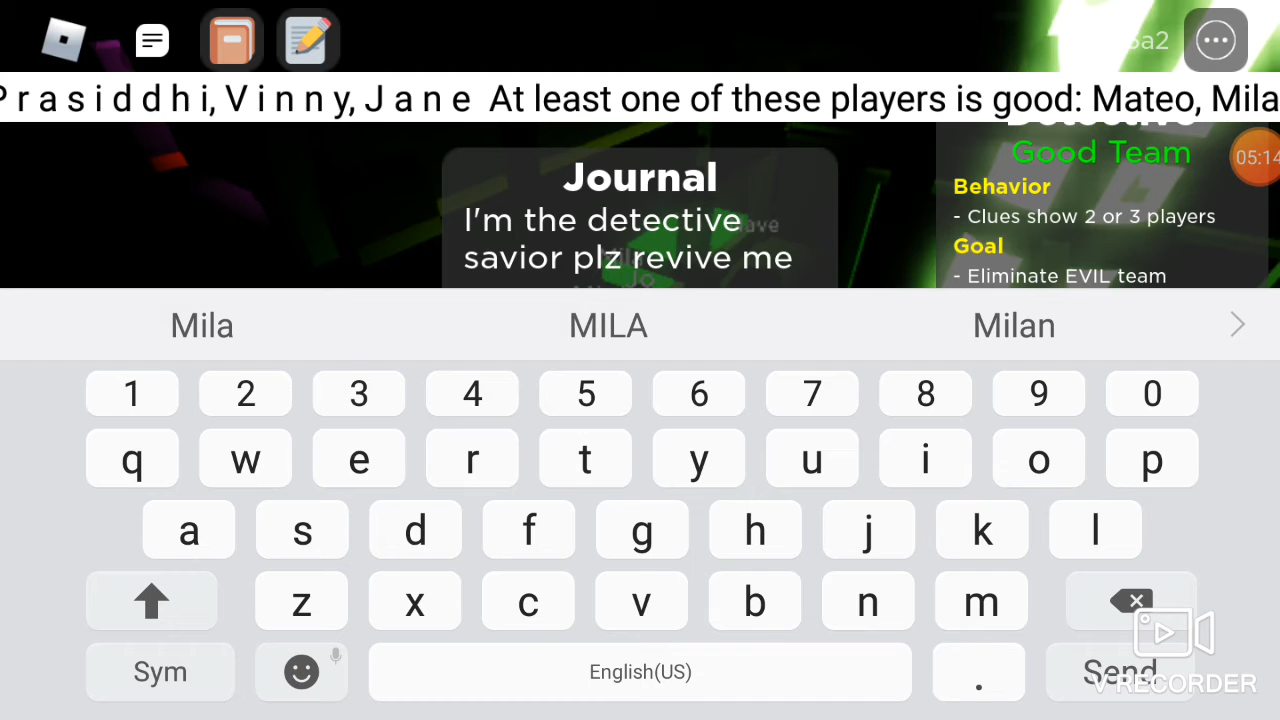 sa2
P r a s i d d h i, V i n n y, J a n e  At least one of these players is good: Mateo, Mila
Detective
Good Team
05:14
Journal
Behavior
I'm the detective
- Clues show 2 or 3 players
savior plz revive me
Goal
- Eliminate EVIL team
Mila
MILA
Milan
1 2 3 4 5 6 7 8 9 0
q w e r t y u i o p
a s d f g h j k l
z x c v b n m
Sym
English(US)
.
Send
V RECORDER